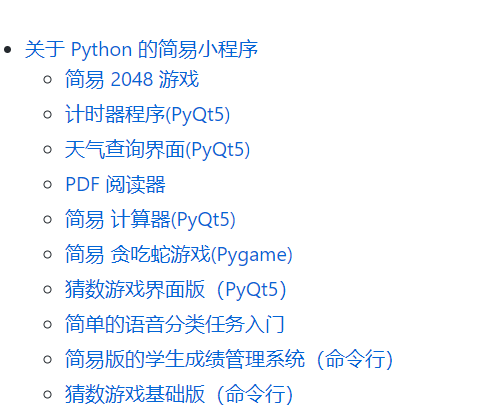 关于 Python 的简易小程序
简易 2048 游戏
计时器程序(PyQt5)
天气查询界面(PyQt5)
PDF 阅读器
简易 计算器(PyQt5)
简易 贪吃蛇游戏(Pygame)
猜数游戏界面版（PyQt5）
简单的语音分类任务入门
简易版的学生成绩管理系统（命令行）
猜数游戏基础版（命令行）